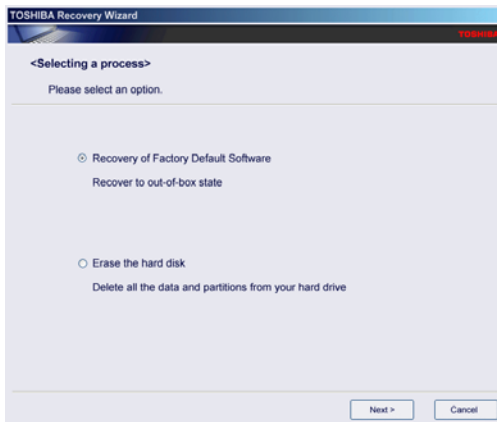 TOSHIBA Recovery Wizard
TOSHIBA
<Selecting a process>
Please select an option.
Recovery of Factory Default Software
Recover to out-of-box state
Erase the hard disk
Delete all the data and partitions from your hard drive
Next >
Cancel